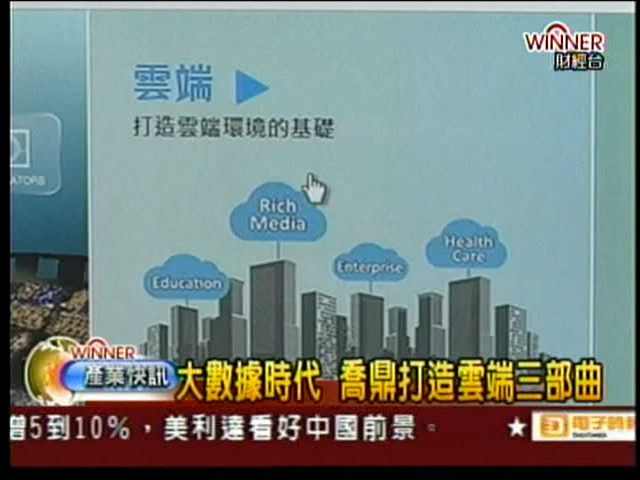 WINNER
財經台
雲端
打造雲端環境的基礎
ATORS
Rich
Media
Health
Care
Enterprise
Education
WINNER
產業快訊
大數據時代 喬鼎打造雲端三部曲
增5到10%，美利達看好中國前景。 ★ 電子時報